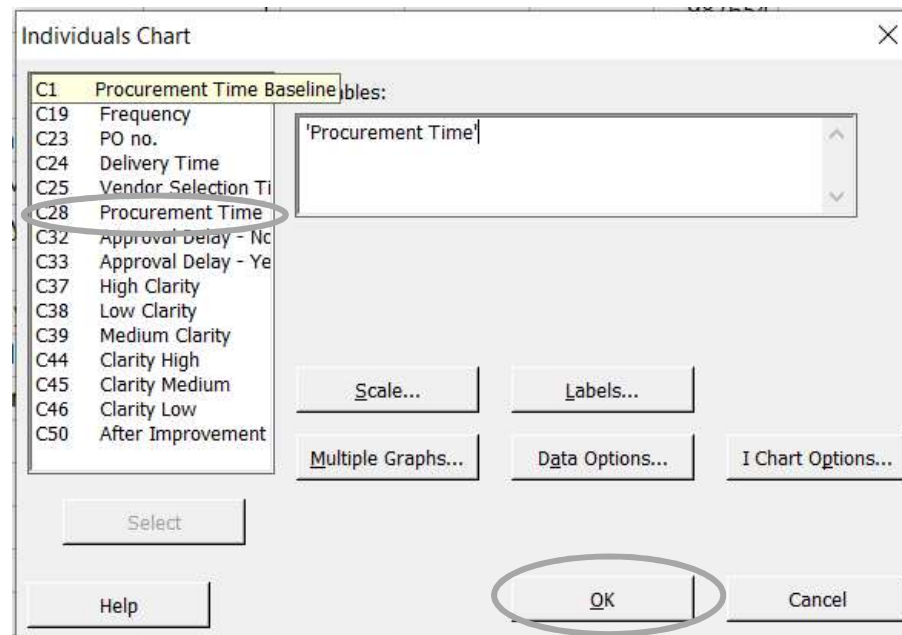 Individuals Chart
C1 Procurement Time Baseline
bles:
C19 Frequency
C23 PO no.
C24 Delivery Time
C25 Vendor Selection Ti
C28 Procurement Time
C32 Approval Delay - No
C33 Approval Delay - Ye
C37 High Clarity
C38 Low Clarity
C39 Medium Clarity
C44 Clarity High
C45 Clarity Medium
C46 Clarity Low
C50 After Improvement
'Procurement Time'
Scale... Labels...
Multiple Graphs... Data Options... I Chart Options...
Select
Help OK Cancel